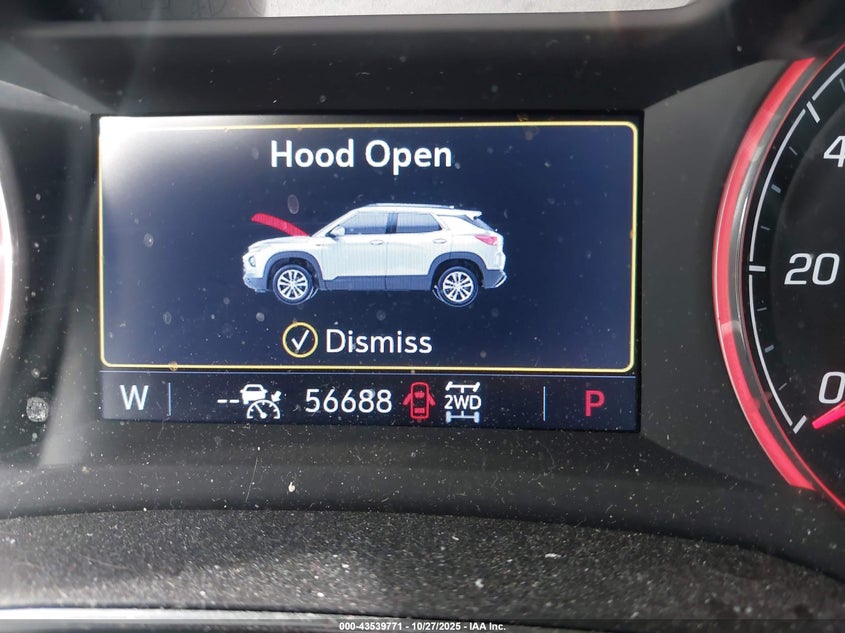 Hood Open
Dismiss
W
-- 56688 2WD
P
4
20
0
000-43539771 - 10/27/2025 - IAA Inc.